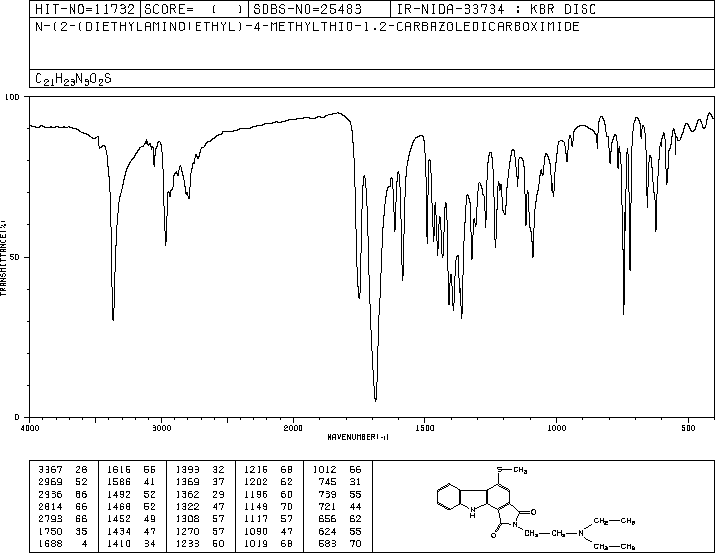 HIT-NO=11732 SCORE= ( ) SDBS-NO=25483 IR-NIDA-33734 : KBR DISC
N-(2-(DIETHYLAMINO)ETHYL)-4-METHYLTHIO-1,2-CARBAZOLEDICARBOXIMIDE
C21H23N3O2S
100
50
0
TRANSMITTANCE(%)
4000 3000 2000 1500 1000 500
WAVENUMBER(-1)
3367 28 1615 55 1393 32 1215 68 1012 66
2969 52 1586 41 1369 37 1202 62 745 31
2936 66 1492 52 1362 29 1196 60 739 55
2814 66 1468 52 1322 47 1149 70 721 44
2793 66 1452 49 1308 57 1117 57 656 62
1750 35 1434 47 1270 57 1090 47 624 55
1688 4 1410 34 1233 50 1019 68 583 70
S CH3
NH O
N CH2 CH2 N CH2 CH3
O CH2 CH3